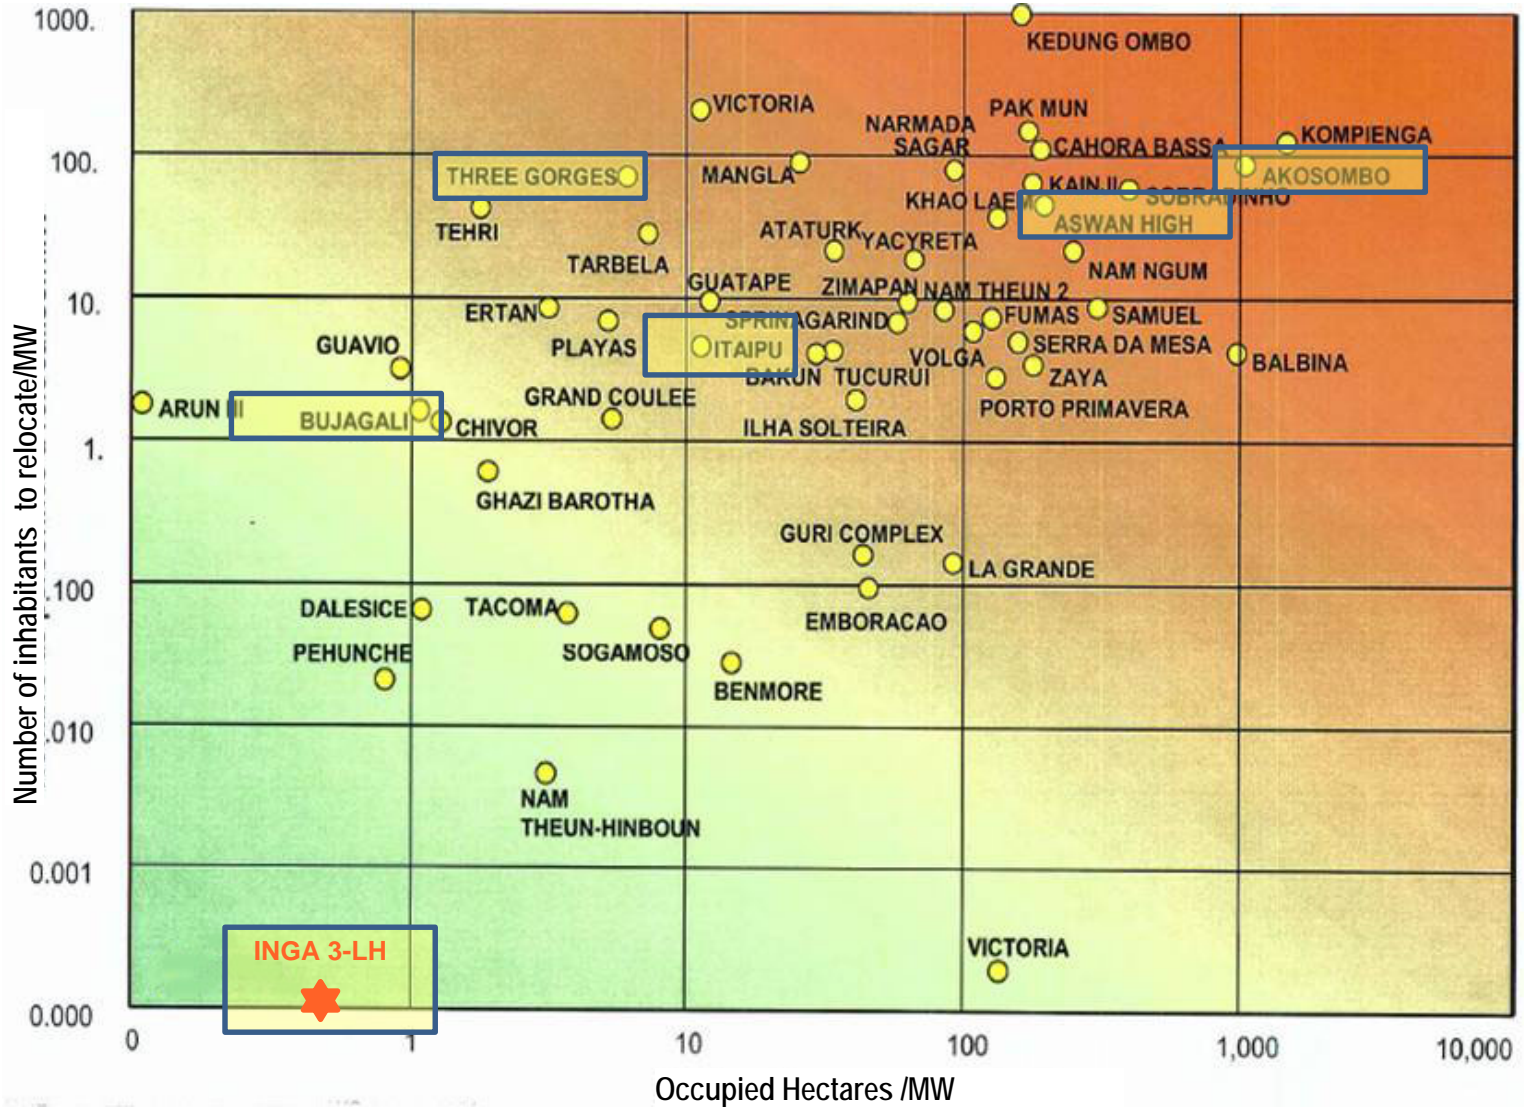 1000.
KEDUNG OMBO
VICTORIA
PAK MUN
NARMADA
SAGAR
CAHORA BASSA
KOMPIENGA
100.
THREE GORGES
MANGLA
KAINJI
SOBRADINHO
AKOSOMBO
KHAO LAEM
ASWAN HIGH
TEHRI
TARBELA
ATATURK
YACYRETA
NAM NGUM
GUATAPE
ZIMAPAN
NAM THEUN 2
10.
ERTAN
SPRINAGARIND
FUMAS
SAMUEL
GUAVIO
PLAYAS
ITAIPU
VOLGA
SERRA DA MESA
BALBINA
BAKUN
TUCURUI
ZAYA
ARUN III
GRAND COULEE
PORTO PRIMAVERA
BUJAGALI
CHIVOR
ILHA SOLTEIRA
1.
GHAZI BAROTHA
GURI COMPLEX
LA GRANDE
.100
DALESICE
TACOMA
EMBORACAO
PEHUNCHE
SOGAMOSO
BENMORE
.010
NAM
THEUN-HINBOUN
0.001
INGA 3-LH
VICTORIA
0.000
0
1
10
100
1,000
10,000
Occupied Hectares /MW
Number of inhabitants to relocate/MW